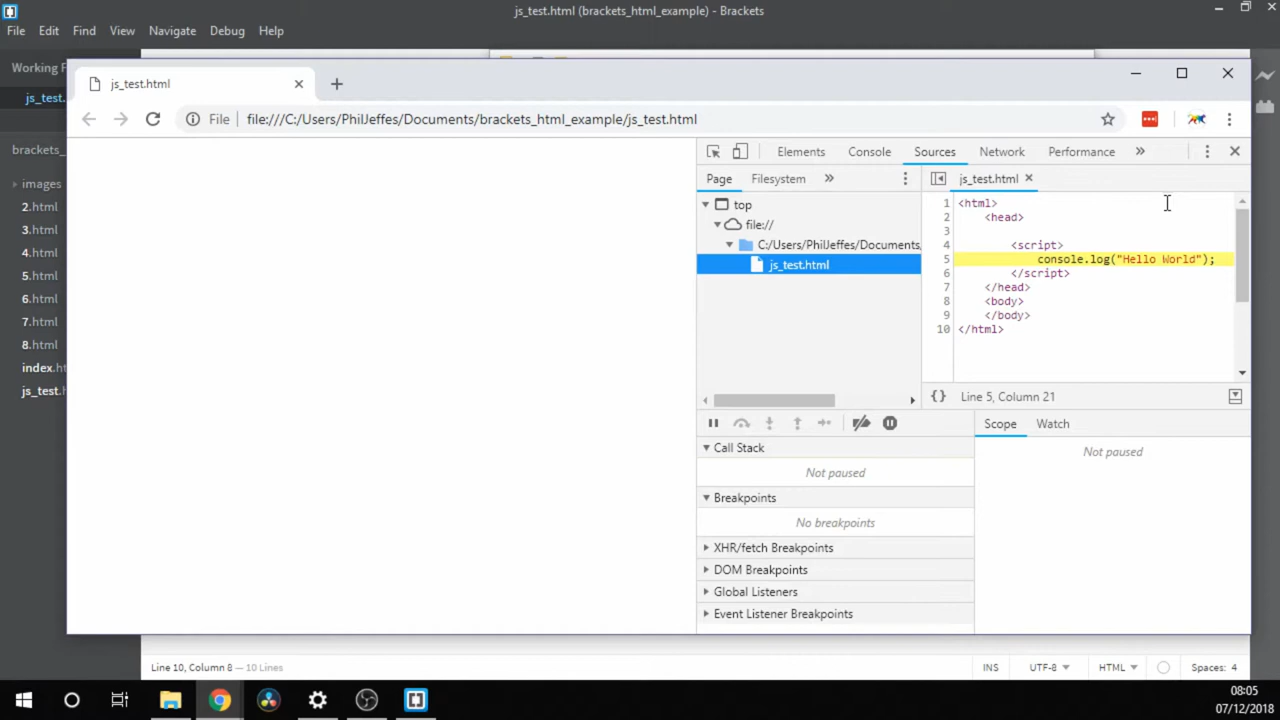 js_test.html (brackets_html_example) - Brackets
File Edit View Navigate Debug Help
Working F
js_test.
brackets_
images
2.html
3.html
4.html
5.html
6.html
7.html
8.html
index.ht
js_test.h
js_test.html
File file:///C:/Users/PhilJeffes/Documents/brackets_html_example/js_test.html
Elements Console Sources Network Performance »
Page Filesystem »
js_test.html
top
file://
C:/Users/PhilJeffes/Documents,
js_test.html
1 <html>
2 <head>
3
4 <script>
5 console.log("Hello World");
6 </script>
7 </head>
8 <body>
9 </body>
10 </html>
{} Line 5, Column 21
Call Stack
Not paused
Breakpoints
No breakpoints
XHR/fetch Breakpoints
DOM Breakpoints
Global Listeners
Event Listener Breakpoints
Scope Watch
Not paused
Line 10, Column 8 — 10 Lines
INS UTF-8 HTML Spaces: 4
08:05
07/12/2018